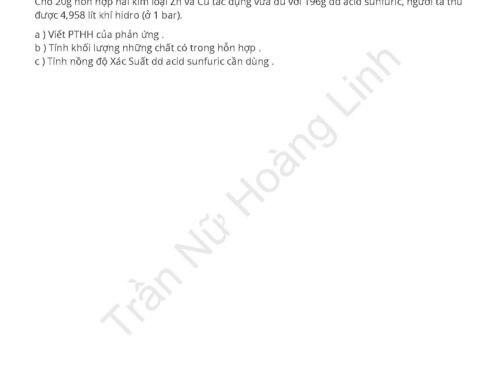 Cho 20g hỗn hợp hai kim loại Zn và Cu tác dụng vừa đủ với 196g dd acid sunfuric, người ta thu
được 4,958 lít khí hidro (ở 1 bar).
a ) Viết PTHH của phản ứng .
b ) Tính khối lượng những chất có trong hỗn hợp .
c ) Tính nồng độ Xác Suất dd acid sunfuric cần dùng .
Trần Nữ Hoàng Linh